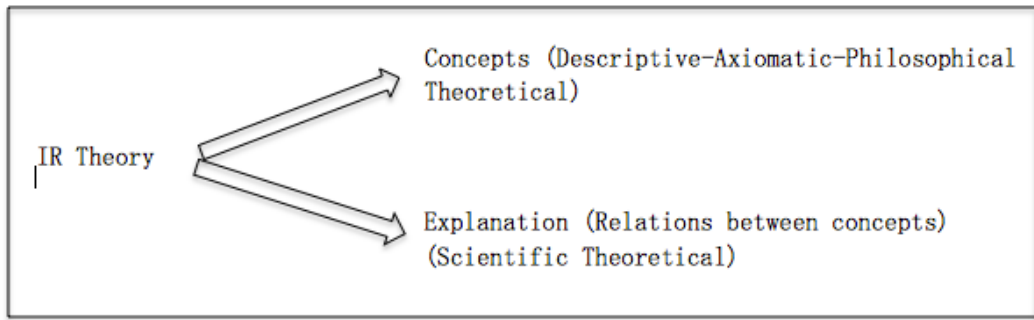 Concepts (Descriptive-Axiomatic-Philosophical
Theoretical)
IR Theory
Explanation (Relations between concepts)
(Scientific Theoretical)